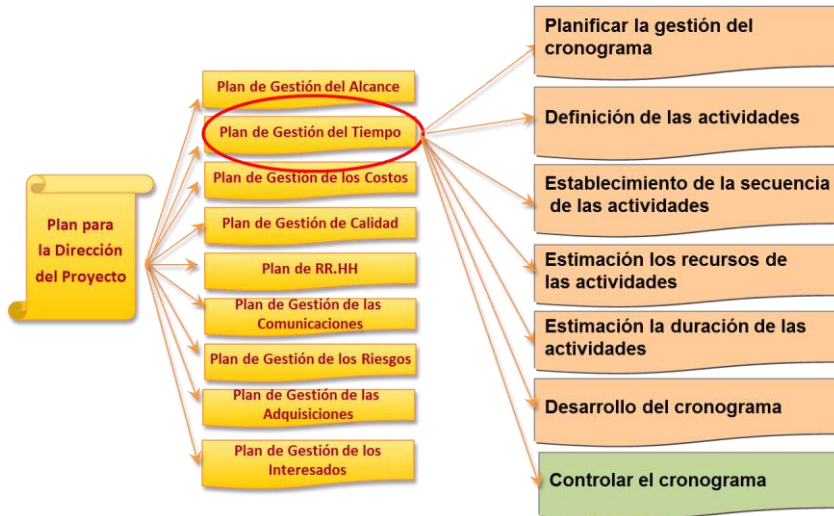 Plan para
la Dirección
del Proyecto
Plan de Gestión del Alcance
Plan de Gestión del Tiempo
Plan de Gestión de los Costos
Plan de Gestión de Calidad
Plan de RR.HH
Plan de Gestión de las
Comunicaciones
Plan de Gestión de los Riesgos
Plan de Gestión de las
Adquisiciones
Plan de Gestión de los
Interesados
Planificar la gestión del
cronograma
Definición de las actividades
Establecimiento de la secuencia
de las actividades
Estimación los recursos de
las actividades
Estimación la duración de las
actividades
Desarrollo del cronograma
Controlar el cronograma